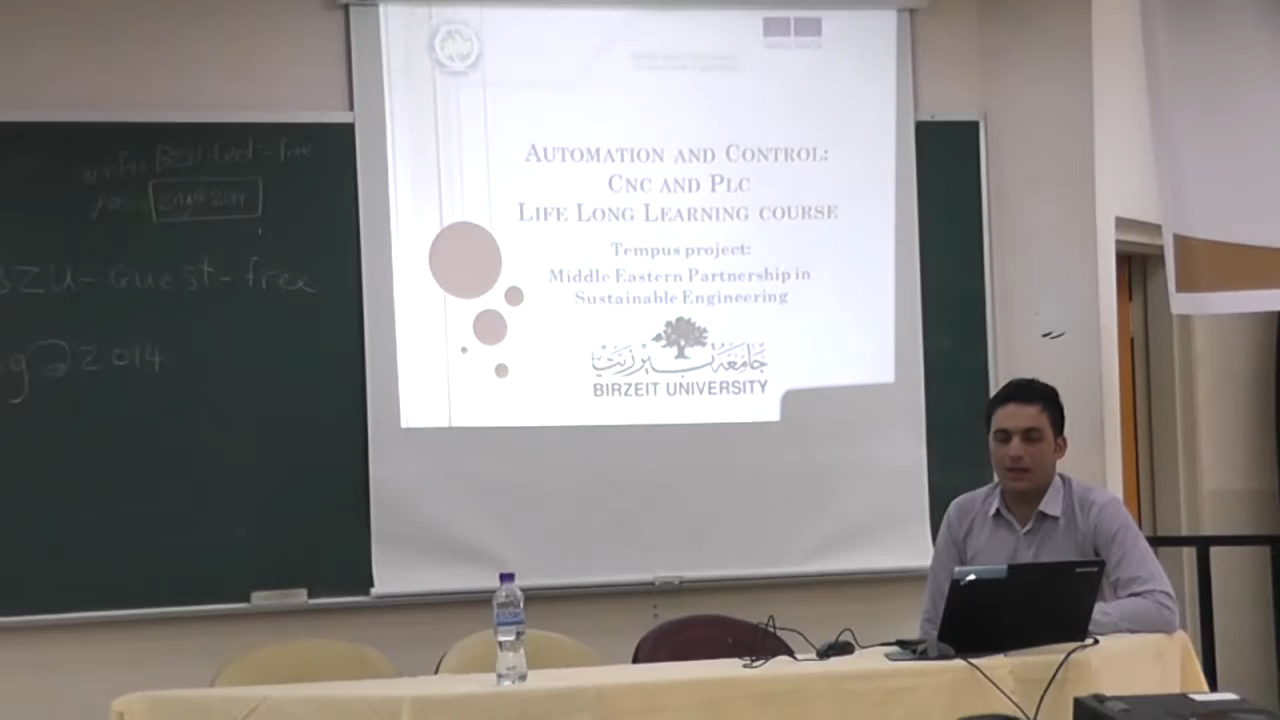 AUTOMATION AND CONTROL:
CNC AND PLC
LIFE LONG LEARNING COURSE
Tempus project:
Middle Eastern Partnership in
Sustainable Engineering
جامعة بيرزيت
BIRZEIT UNIVERSITY
free
BZU-Guest-free
2014